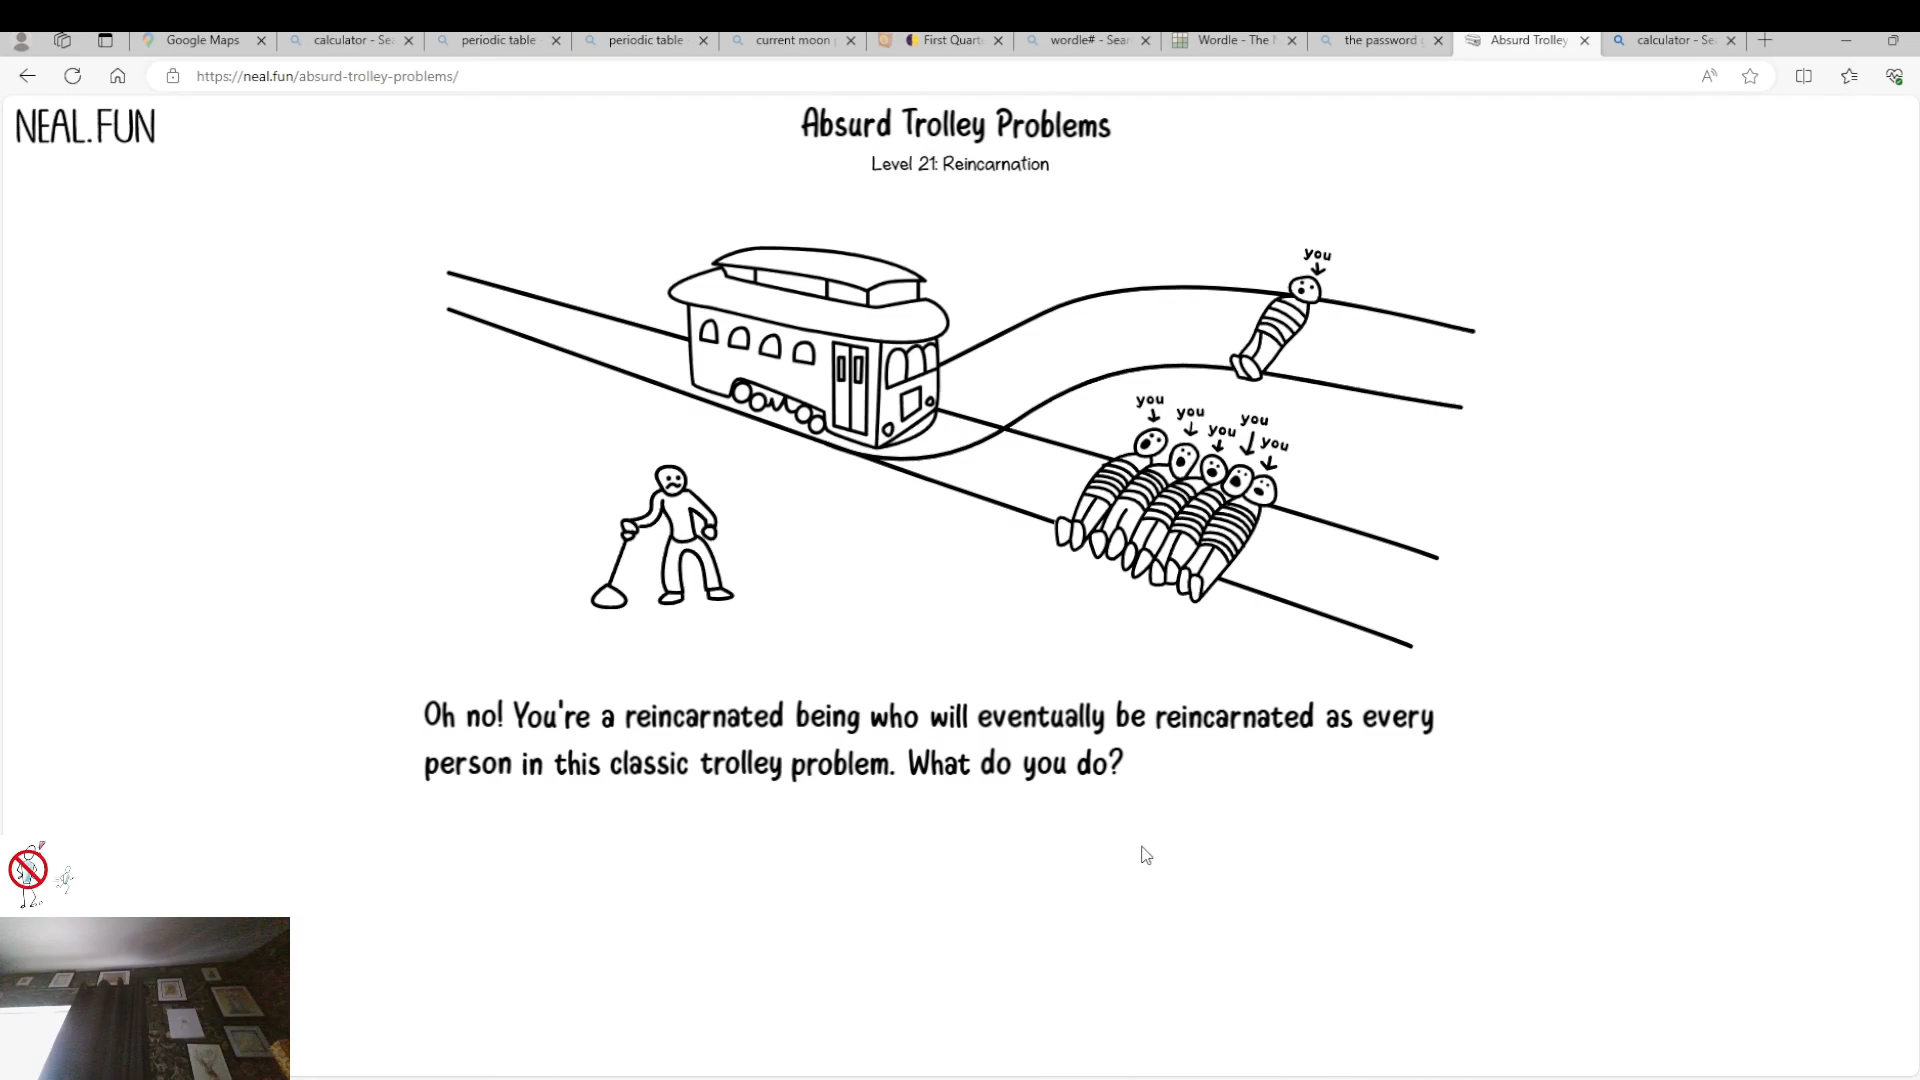 Google Maps
calculator - Se
periodic table
periodic table
current moon
First Quart
wordle# - Sear
Wordle - The
the password
Absurd Trolley
calculator - Se
https://neal.fun/absurd-trolley-problems/
NEAL.FUN
Absurd Trolley Problems
Level 21: Reincarnation
you
you
you
you
you
you
Oh no! You're a reincarnated being who will eventually be reincarnated as every
person in this classic trolley problem. What do you do?